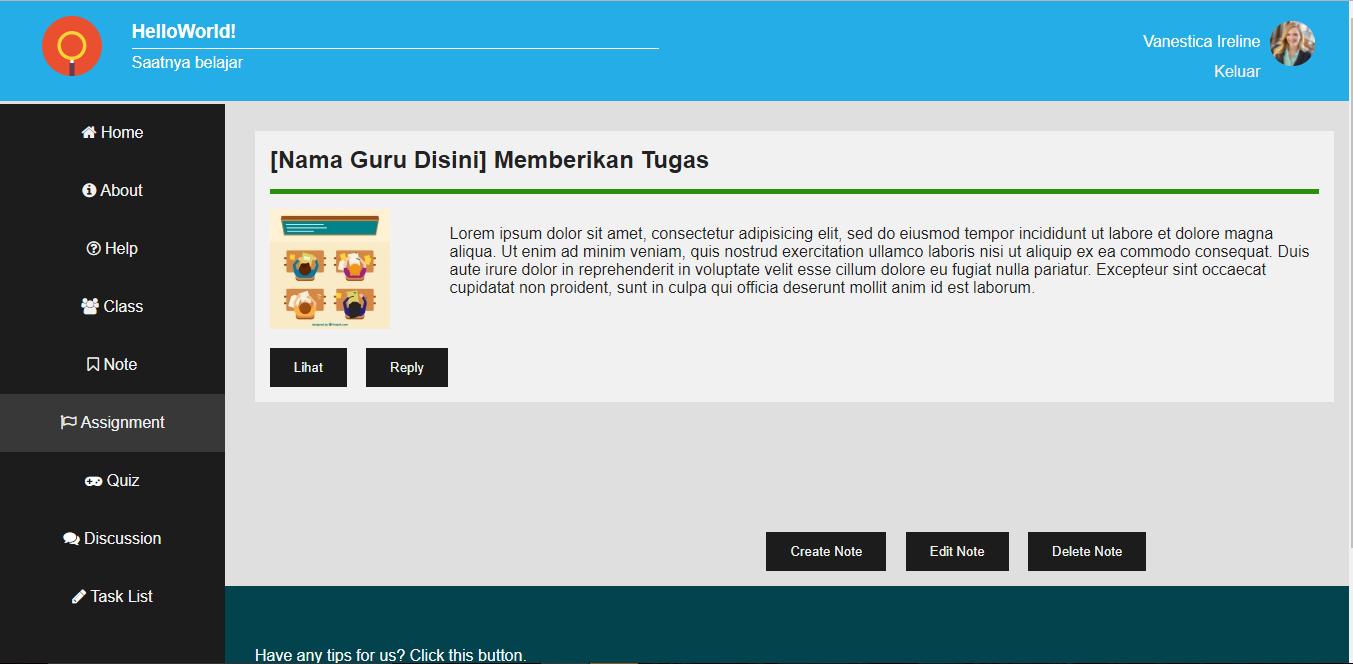 HelloWorld!
Saatnya belajar
Vanestica Ireline
Keluar
Home
About
Help
Class
Note
Assignment
Quiz
Discussion
Task List
[Nama Guru Disini] Memberikan Tugas
Lorem ipsum dolor sit amet, consectetur adipisicing elit, sed do eiusmod tempor incididunt ut labore et dolore magna
aliqua. Ut enim ad minim veniam, quis nostrud exercitation ullamco laboris nisi ut aliquip ex ea commodo consequat. Duis
aute irure dolor in reprehenderit in voluptate velit esse cillum dolore eu fugiat nulla pariatur. Excepteur sint occaecat
cupidatat non proident, sunt in culpa qui officia deserunt mollit anim id est laborum.
Lihat
Reply
Create Note
Edit Note
Delete Note
Have any tips for us? Click this button.